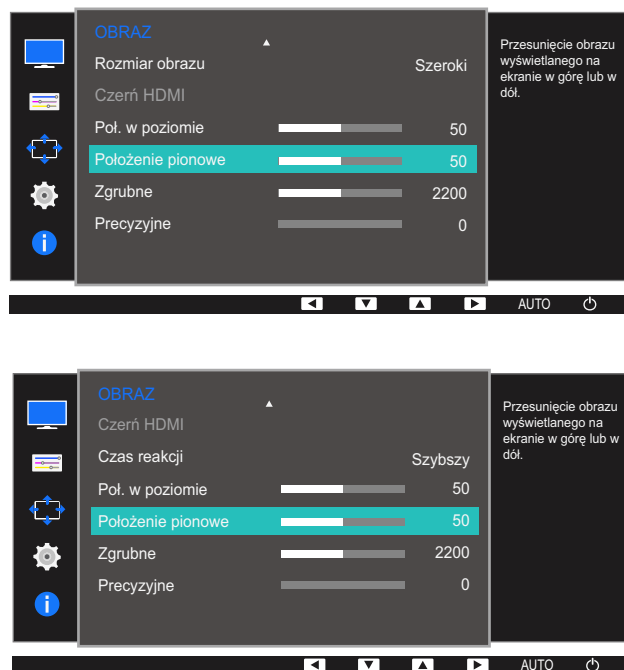 OBRAZ
Rozmiar obrazu Szeroki
Czerń HDMI
Poł. w poziomie 50
Położenie pionowe 50
Zgrubne 2200
Precyzyjne 0
Przesunięcie obrazu
wyświetlanego na
ekranie w górę lub w
dół.
AUTO
OBRAZ
Czerń HDMI
Czas reakcji Szybszy
Poł. w poziomie 50
Położenie pionowe 50
Zgrubne 2200
Precyzyjne 0
Przesunięcie obrazu
wyświetlanego na
ekranie w górę lub w
dół.
AUTO